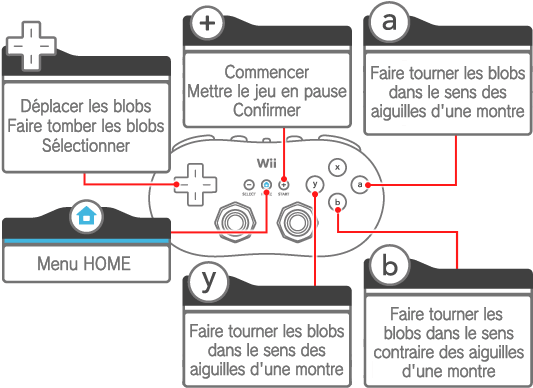 Déplacer les blobs
Faire tomber les blobs
Sélectionner
+
Commencer
Mettre le jeu en pause
Confirmer
a
Faire tourner les blobs
dans le sens des
aiguilles d'une montre
Wii
SELECT
START
x
y
a
b
Menu HOME
y
Faire tourner les blobs
dans le sens des
aiguilles d'une montre
b
Faire tourner les
blobs dans le sens
contraire des aiguilles
d'une montre